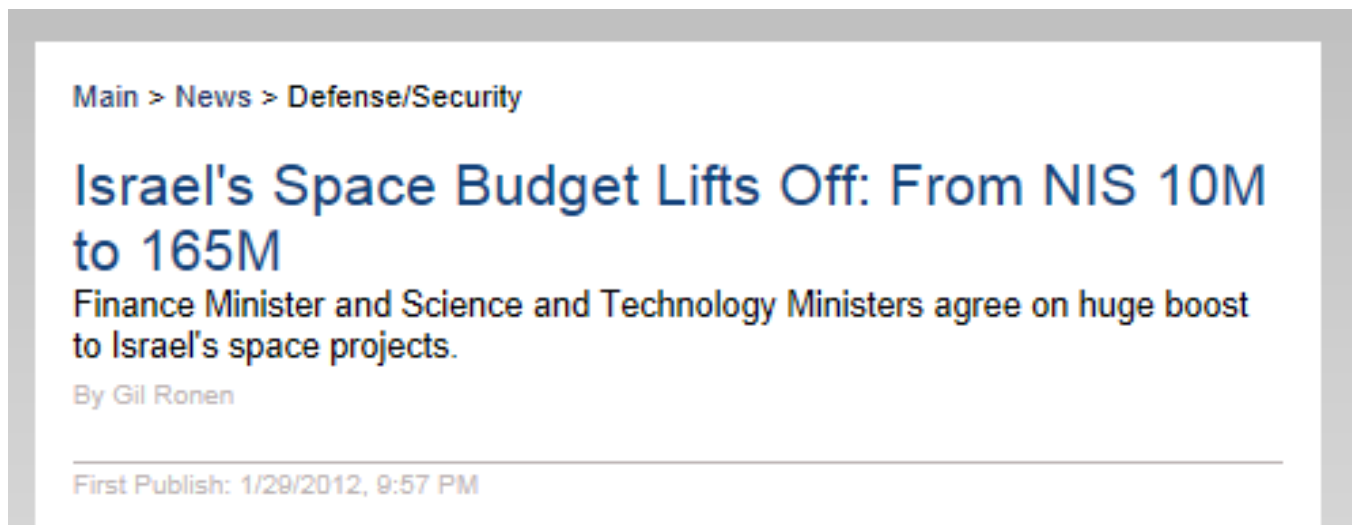 Main > News > Defense/Security
Israel's Space Budget Lifts Off: From NIS 10M
to 165M
Finance Minister and Science and Technology Ministers agree on huge boost
to Israel's space projects.
By Gil Ronen
First Publish: 1/29/2012, 9:57 PM